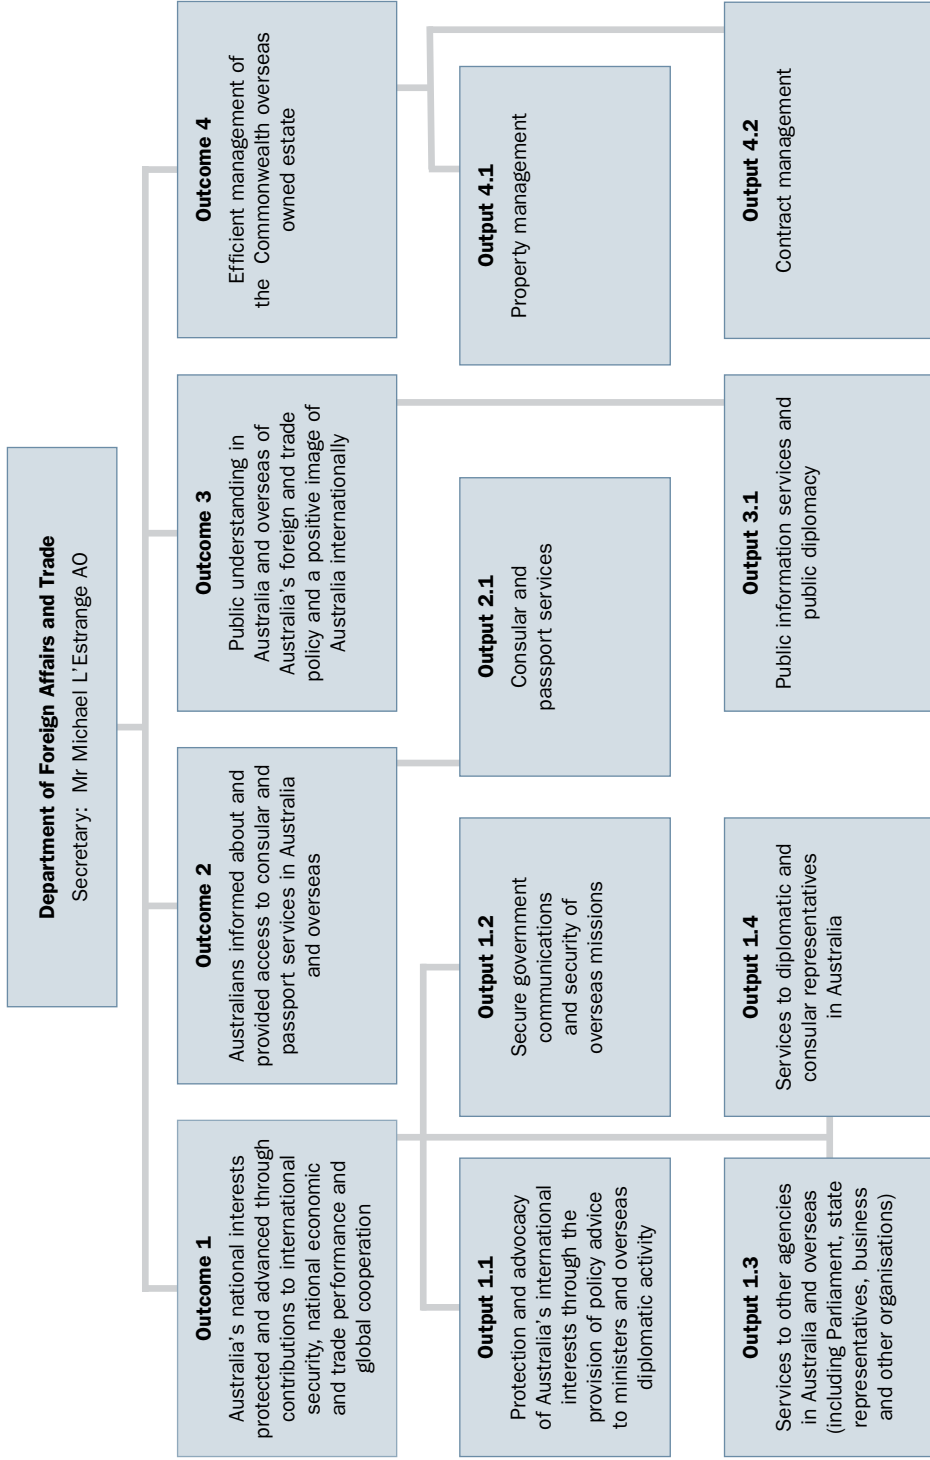 Department of Foreign Affairs and Trade
Secretary: Mr Michael L'Estrange AO
Outcome 1
Australia's national interests
protected and advanced through
contributions to international
security, national economic
and trade performance and
global cooperation
Outcome 2
Australians informed about and
provided access to consular and
passport services in Australia
and overseas
Outcome 3
Public understanding in
Australia and overseas of
Australia's foreign and trade
policy and a positive image of
Australia internationally
Outcome 4
Efficient management of
the Commonwealth overseas
owned estate
Output 1.1
Protection and advocacy
of Australia's international
interests through the
provision of policy advice
to ministers and overseas
diplomatic activity
Output 1.2
Secure government
communications
and security of
overseas missions
Output 2.1
Consular and
passport services
Output 4.1
Property management
Output 1.3
Services to other agencies
in Australia and overseas
(including Parliament, state
representatives, business
and other organisations)
Output 1.4
Services to diplomatic and
consular representatives
in Australia
Output 3.1
Public information services and
public diplomacy
Output 4.2
Contract management